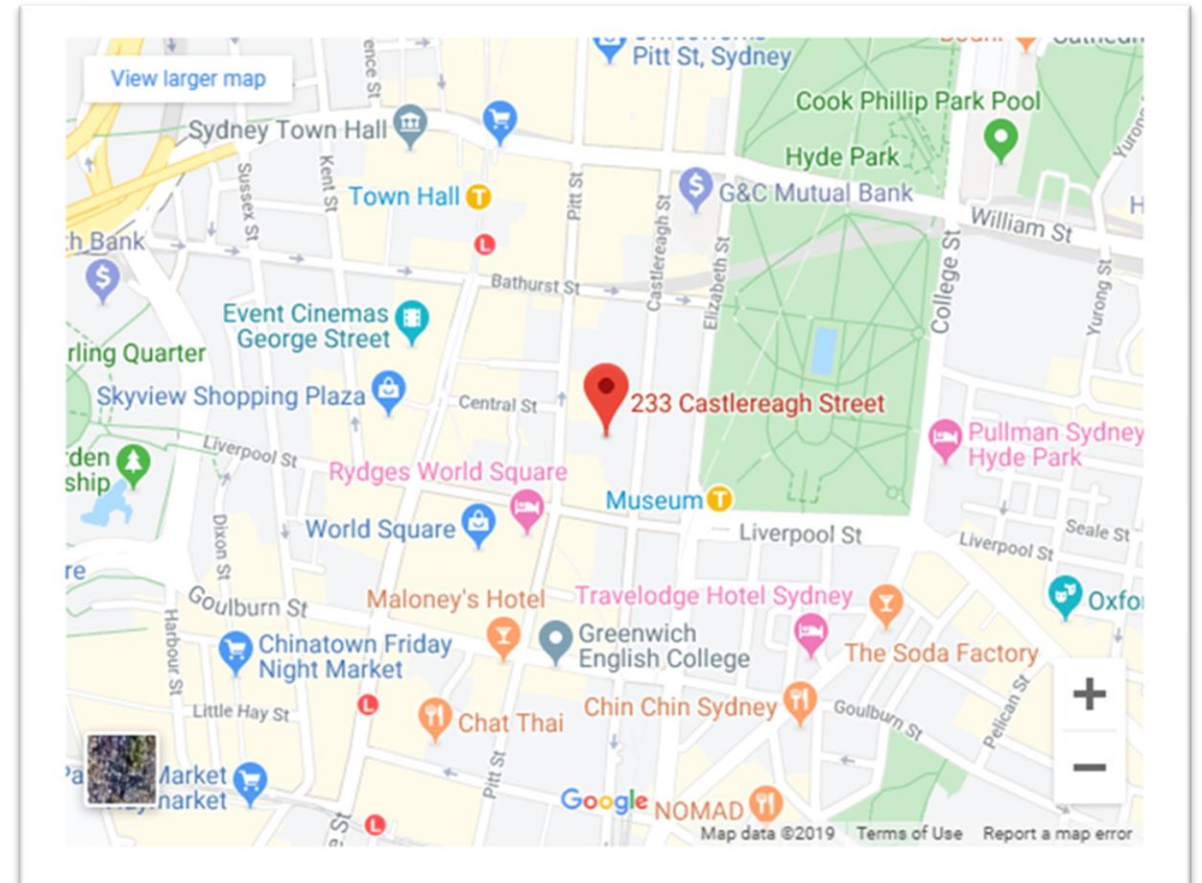 Pitt St, Sydney
View larger map
Cook Phillip Park Pool
Sydney Town Hall
Hyde Park
Kent St
Sussex St
Town Hall T
Pitt St
G&C Mutual Bank
Castlereagh St
William St
th Bank
L
Elizabeth St
College St
Yurong St
Bathurst St
Event Cinemas
George Street
rling Quarter
Skyview Shopping Plaza
Central St
233 Castlereagh Street
Pullman Sydney
Hyde Park
Liverpool St
rden
ship
Rydges World Square
Museum T
World Square
Liverpool St
Seale St
Liverpool St
Dixon St
re
Goulburn St
Maloney's Hotel
Travelodge Hotel Sydney
Oxfo
Harbour St
Chinatown Friday
Night Market
Greenwich
English College
The Soda Factory
Little Hay St
L
Chat Thai
Chin Chin Sydney
Goulburn St
Pelican St
+
Pitt St
Market
market
−
Google
NOMAD
L
Map data ©2019 Terms of Use Report a map error